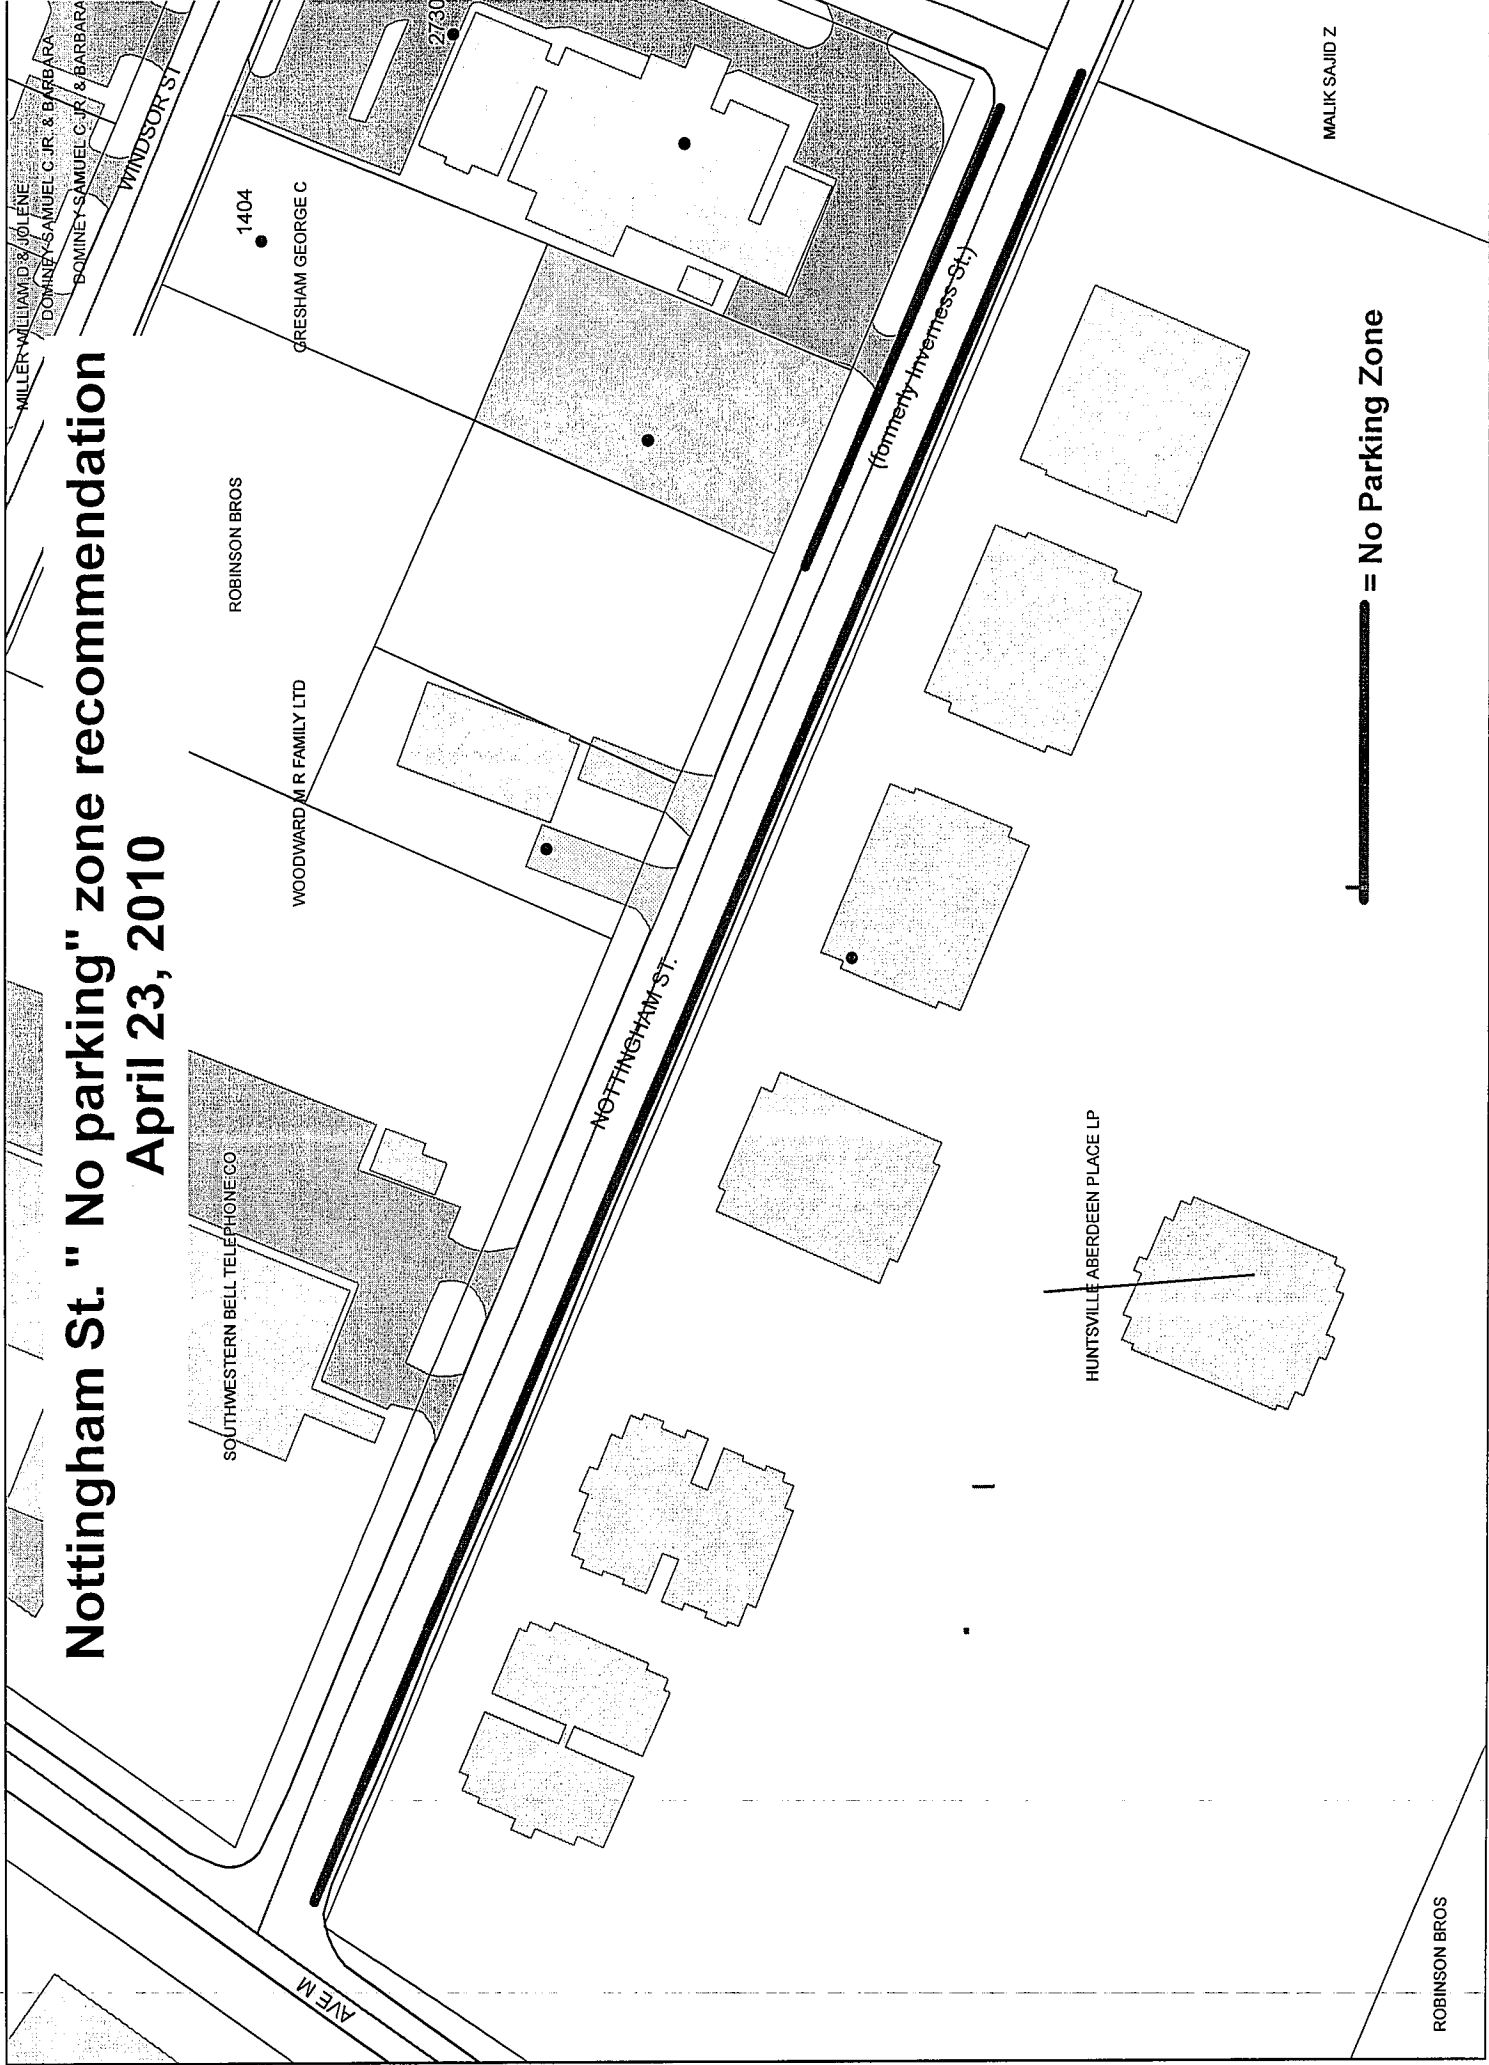 Nottingham St. " No parking" zone recommendation
April 23, 2010
MILLER WILLIAM D & JOLENE
DOMINEY SAMUEL C JR. & BARBARA
DOMINEY SAMUEL C JR & BARBARA
WINDSOR ST
2730
1404
GRESHAM GEORGE C
ROBINSON BROS
WOODWARD M R FAMILY LTD
SOUTHWESTERN BELL TELEPHONE CO
(formerly Inverness St.)
NOTTINGHAM ST.
AVE M
MALIK SAJID Z
HUNTSVILLE ABERDEEN PLACE LP
= No Parking Zone
ROBINSON BROS